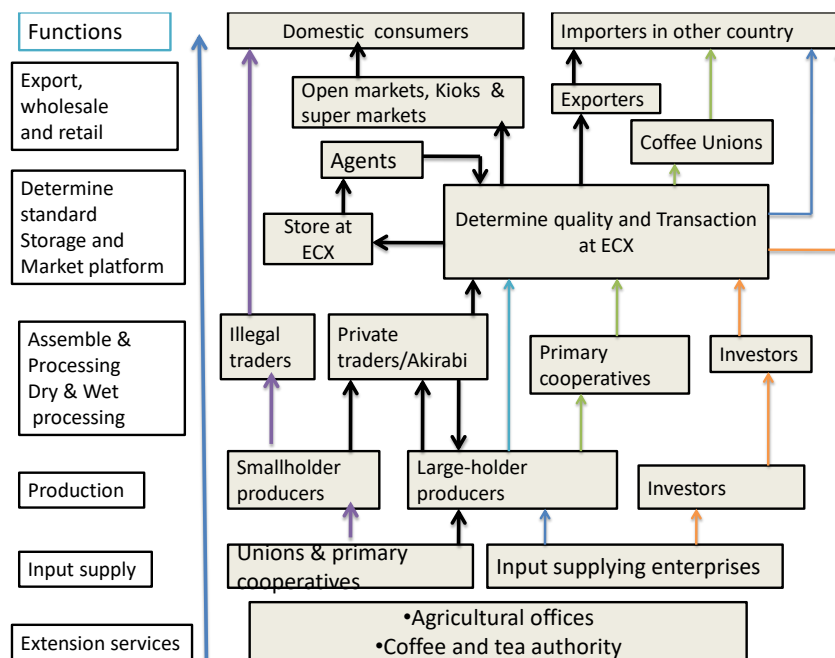 Functions
Domestic consumers
Importers in other country
Export,
wholesale
and retail
Open markets, Kioks &
super markets
Exporters
Coffee Unions
Agents
Determine
standard
Storage and
Market platform
Store at
ECX
Determine quality and Transaction
at ECX
Assemble &
Processing
Dry & Wet
processing
Illegal
traders
Private
traders/Akirabi
Primary
cooperatives
Investors
Production
Smallholder
producers
Large-holder
producers
Investors
Input supply
Unions & primary
cooperatives
Input supplying enterprises
Extension services
•Agricultural offices
•Coffee and tea authority